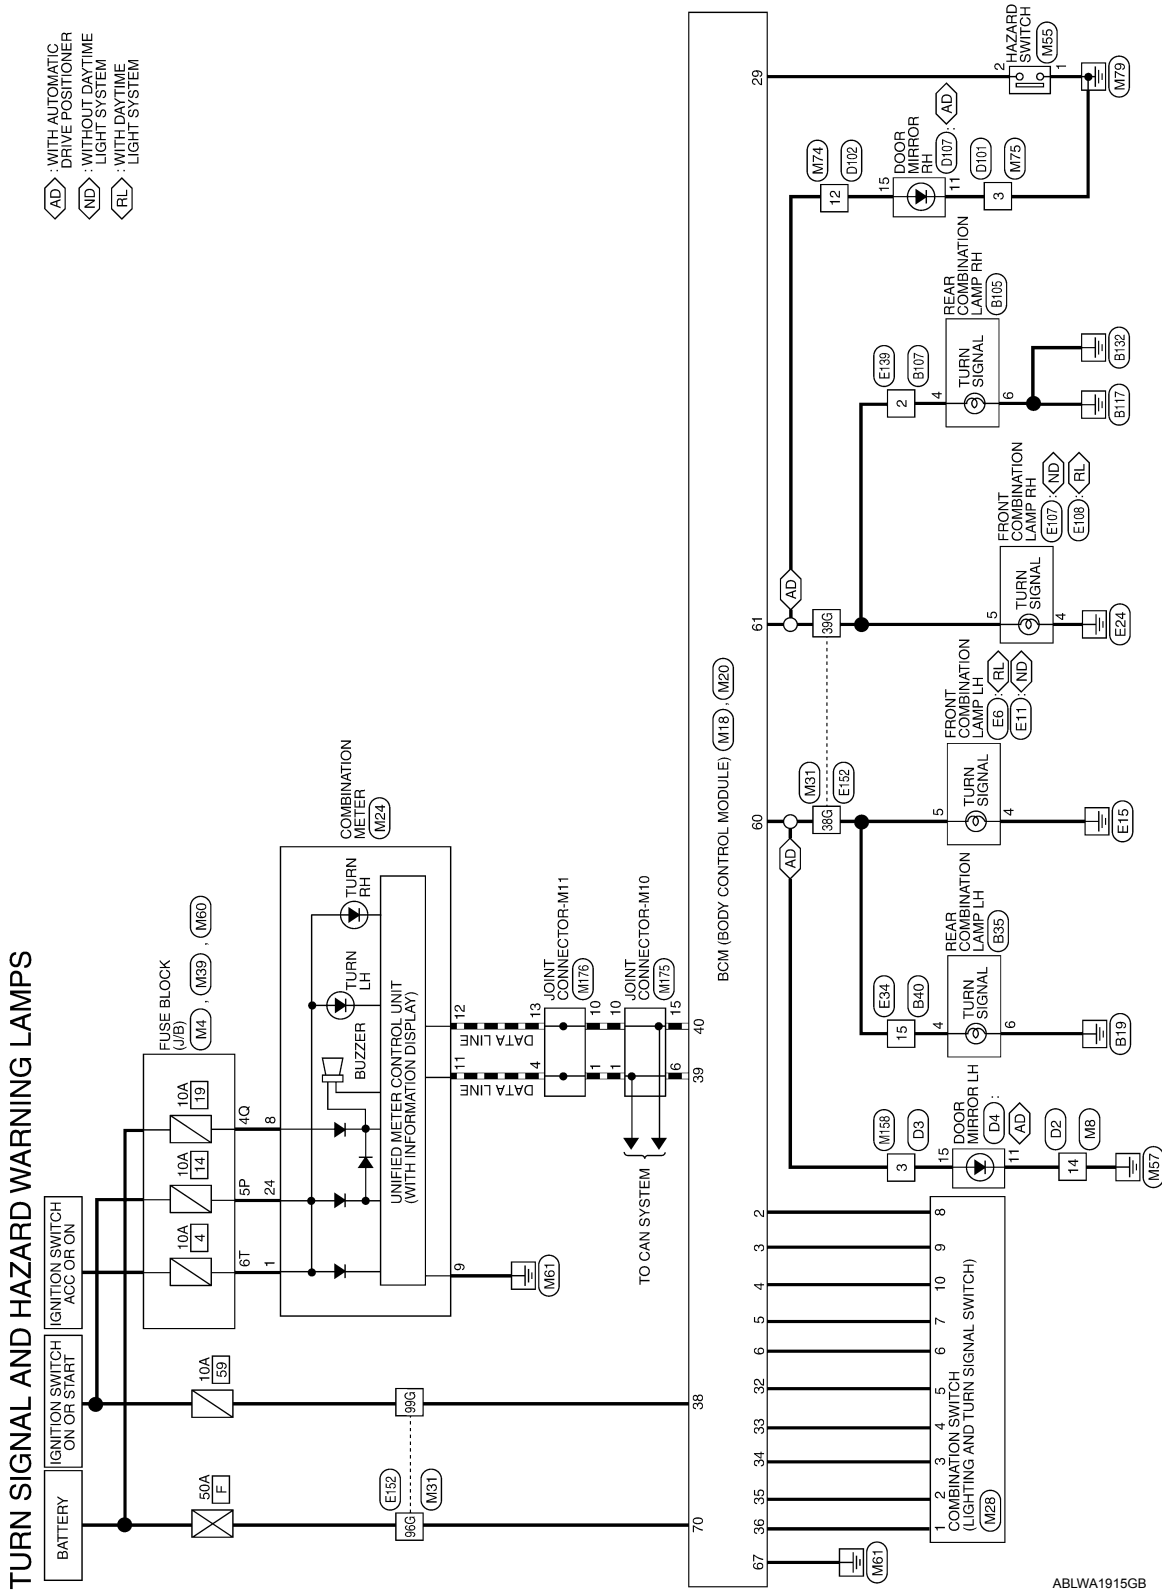 TURN SIGNAL AND HAZARD WARNING LAMPS
AD : WITH AUTOMATIC
DRIVE POSITIONER
ND : WITHOUT DAYTIME
LIGHT SYSTEM
RL : WITH DAYTIME
LIGHT SYSTEM
BATTERY
IGNITION SWITCH
ON OR START
IGNITION SWITCH
ACC OR ON
50A
F
10A
59
10A
4
10A
14
10A
19
FUSE BLOCK
(J/B)
M4 , M39 , M60
6T
5P
4Q
1
24
8
COMBINATION
METER
M24
BUZZER
TURN
LH
TURN
RH
UNIFIED METER CONTROL UNIT
(WITH INFORMATION DISPLAY)
9
11
12
M61
DATA LINE
DATA LINE
4
13
JOINT
CONNECTOR-M11
M176
1
10
1
10
JOINT
CONNECTOR-M10
M175
6
15
TO CAN SYSTEM
E152
96G
99G
M31
70
38
39
40
BCM (BODY CONTROL MODULE) M18 , M20
67
36
35
34
33
32
6
5
4
3
2
60
61
29
M61
1
2
3
4
5
6
7
10
9
8
COMBINATION SWITCH
(LIGHTING AND TURN SIGNAL SWITCH)
M28
AD
AD
M31
38G
39G
E152
M158
3
D3
15
DOOR
MIRROR LH
D4 :
AD
11
D2
14
M8
M57
E34
15
B40
4
TURN
SIGNAL
REAR
COMBINATION
LAMP LH
B35
6
B19
5
TURN
SIGNAL
FRONT
COMBINATION
LAMP LH
E6 : RL
E11 : ND
4
E15
5
TURN
SIGNAL
FRONT
COMBINATION
LAMP RH
E107 : ND
E108 : RL
4
E24
E139
2
B107
4
TURN
SIGNAL
REAR
COMBINATION
LAMP RH
B105
6
B117
B132
M74
12
D102
15
DOOR
MIRROR
RH
D107 : AD
11
D101
3
M75
2
HAZARD
SWITCH
M55
1
M79
ABLWA1915GB